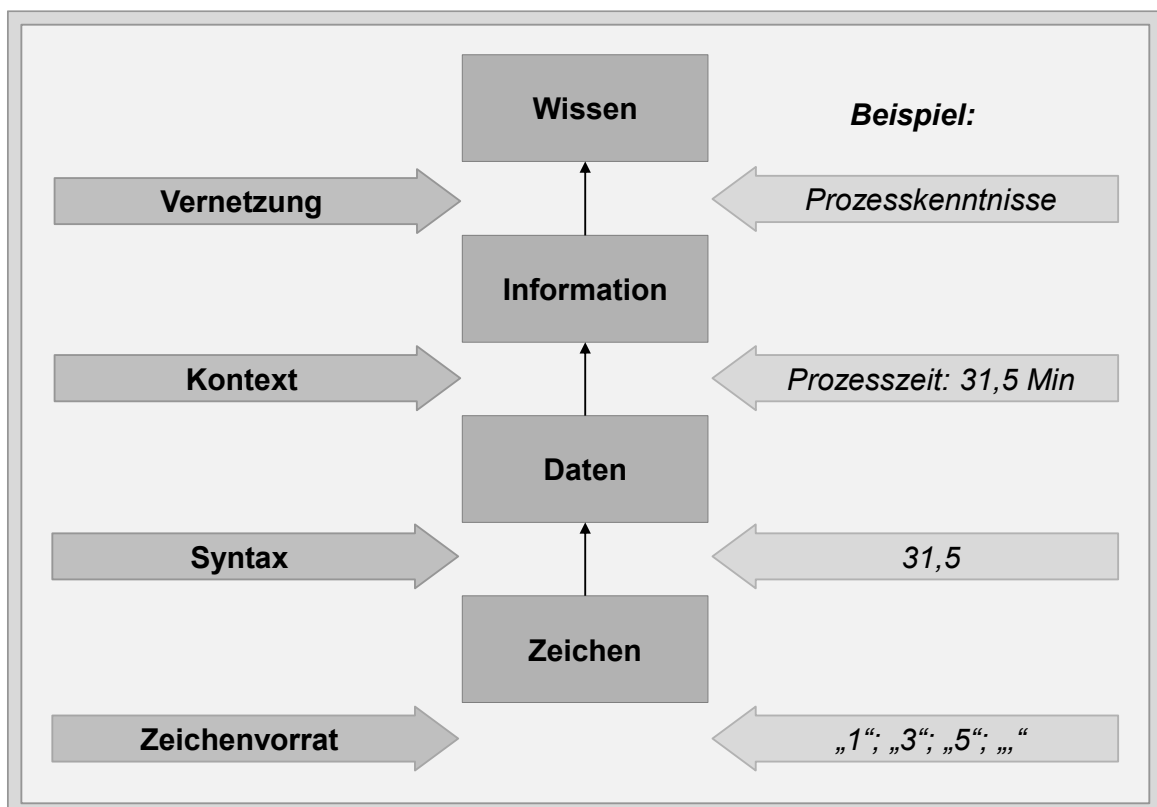 Wissen
Beispiel:
Vernetzung
Prozesskenntnisse
Information
Kontext
Prozesszeit: 31,5 Min
Daten
Syntax
31,5
Zeichen
Zeichenvorrat
„1“; „3“; „5“; „,“